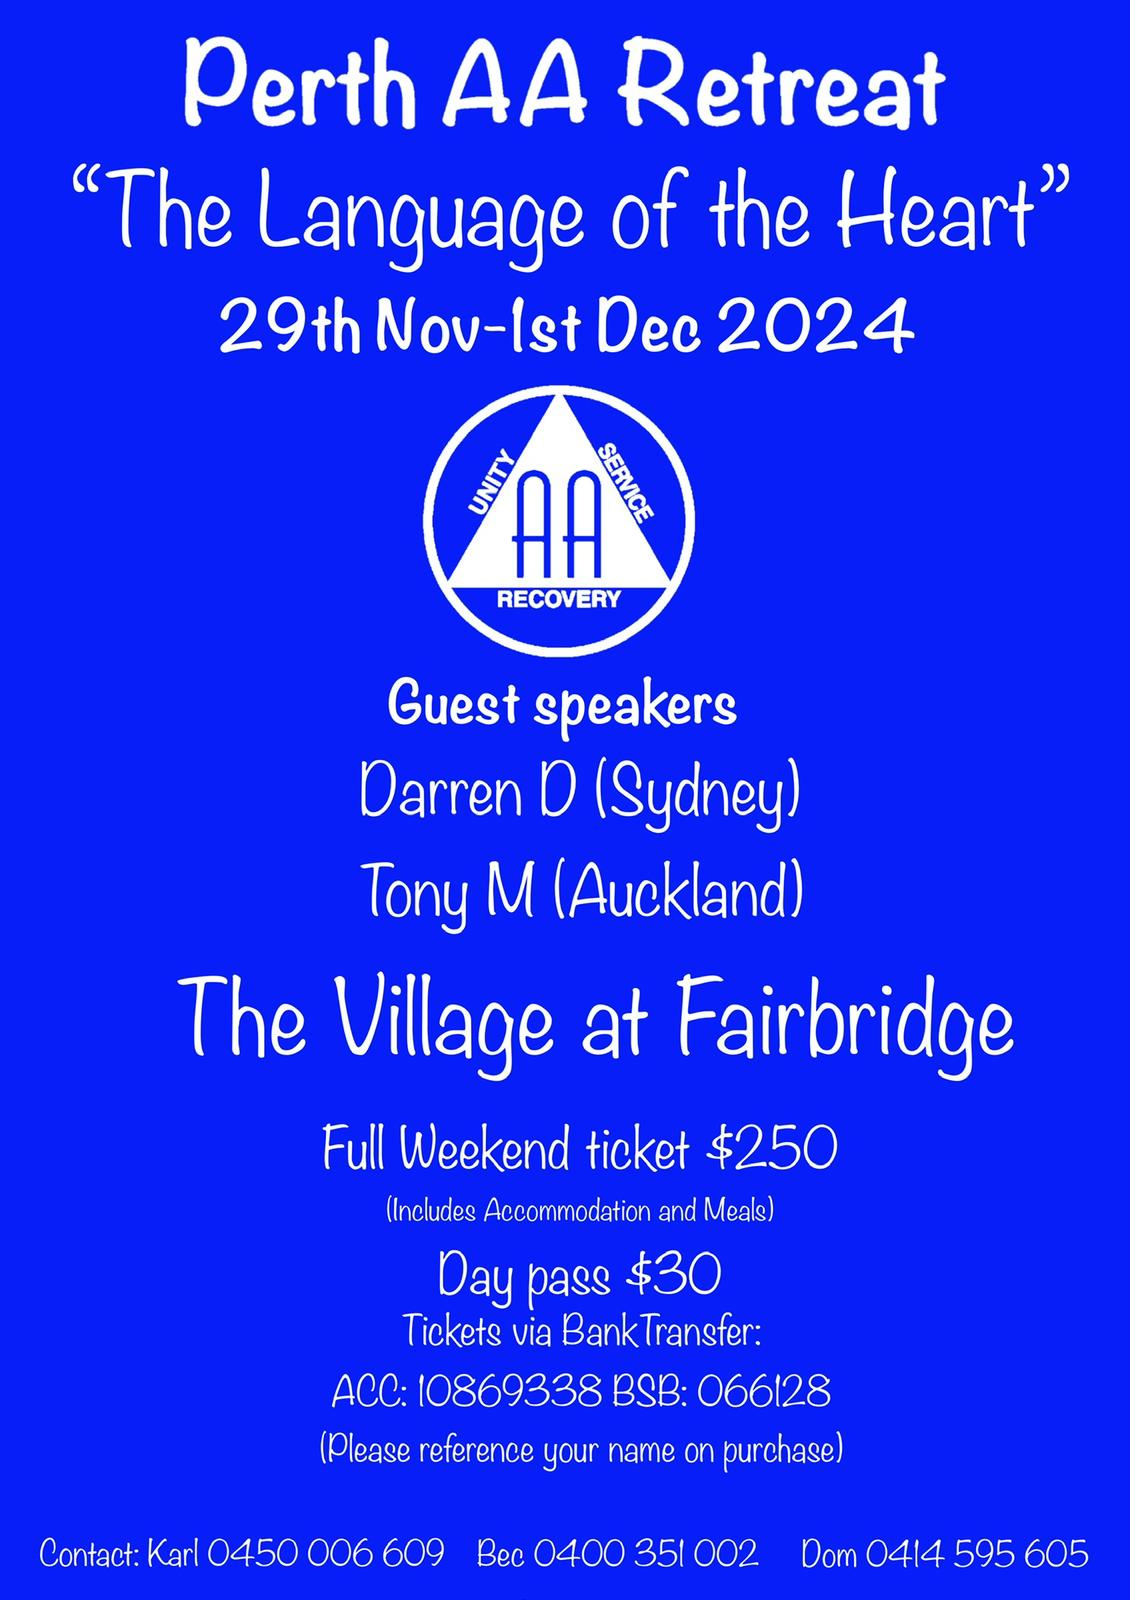 Perth AA Retreat
“The Language of the Heart”
29th Nov-1st Dec 2024
UNITY
SERVICE
AA
RECOVERY
Guest speakers
Darren D (Sydney)
Tony M (Auckland)
The Village at Fairbridge
Full Weekend ticket $250
(Includes Accommodation and Meals)
Day pass $30
Tickets via Bank Transfer:
ACC: 10869338 BSB: 066128
(Please reference your name on purchase)
Contact: Karl 0450 006 609 Bec 0400 351 002 Dom 0414 595 605